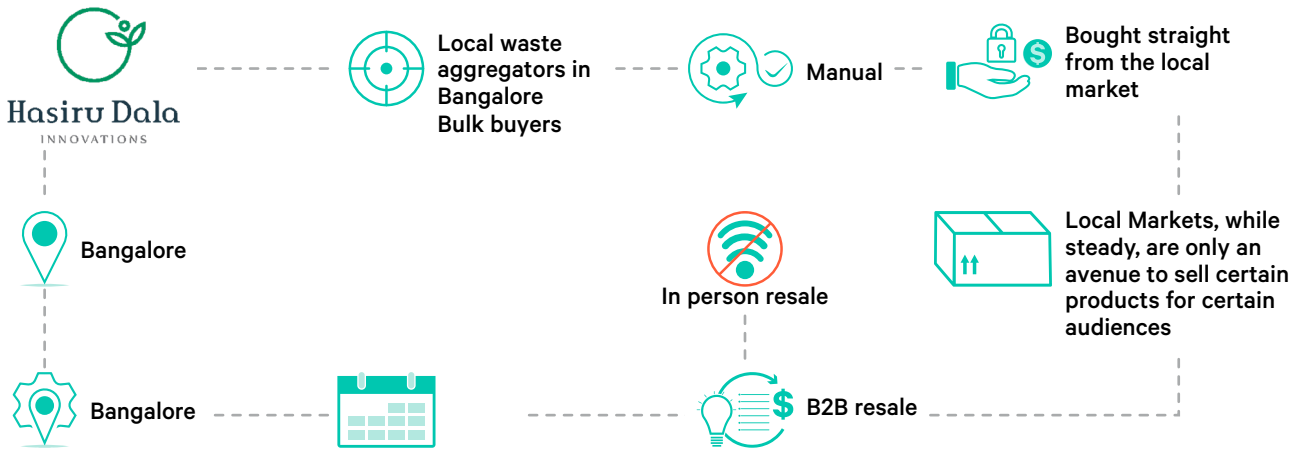 Hasiru Dala
INNOVATIONS
Local waste
aggregators in
Bangalore
Bulk buyers
Manual
Bought straight
from the local
market
$
Bangalore
In person resale
Local Markets, while
steady, are only an
avenue to sell certain
products for certain
audiences
Bangalore
$
B2B resale